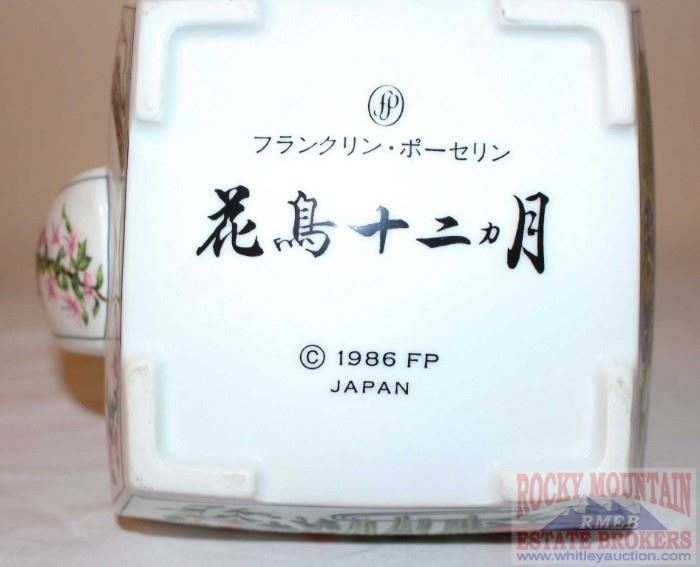 fp
フランクリン・ポーセリン
花鳥十二カ月
© 1986 FP
JAPAN
ROCKY MOUNTAIN
RMEB
ESTATE BROKERS
www.whitleyauction.com